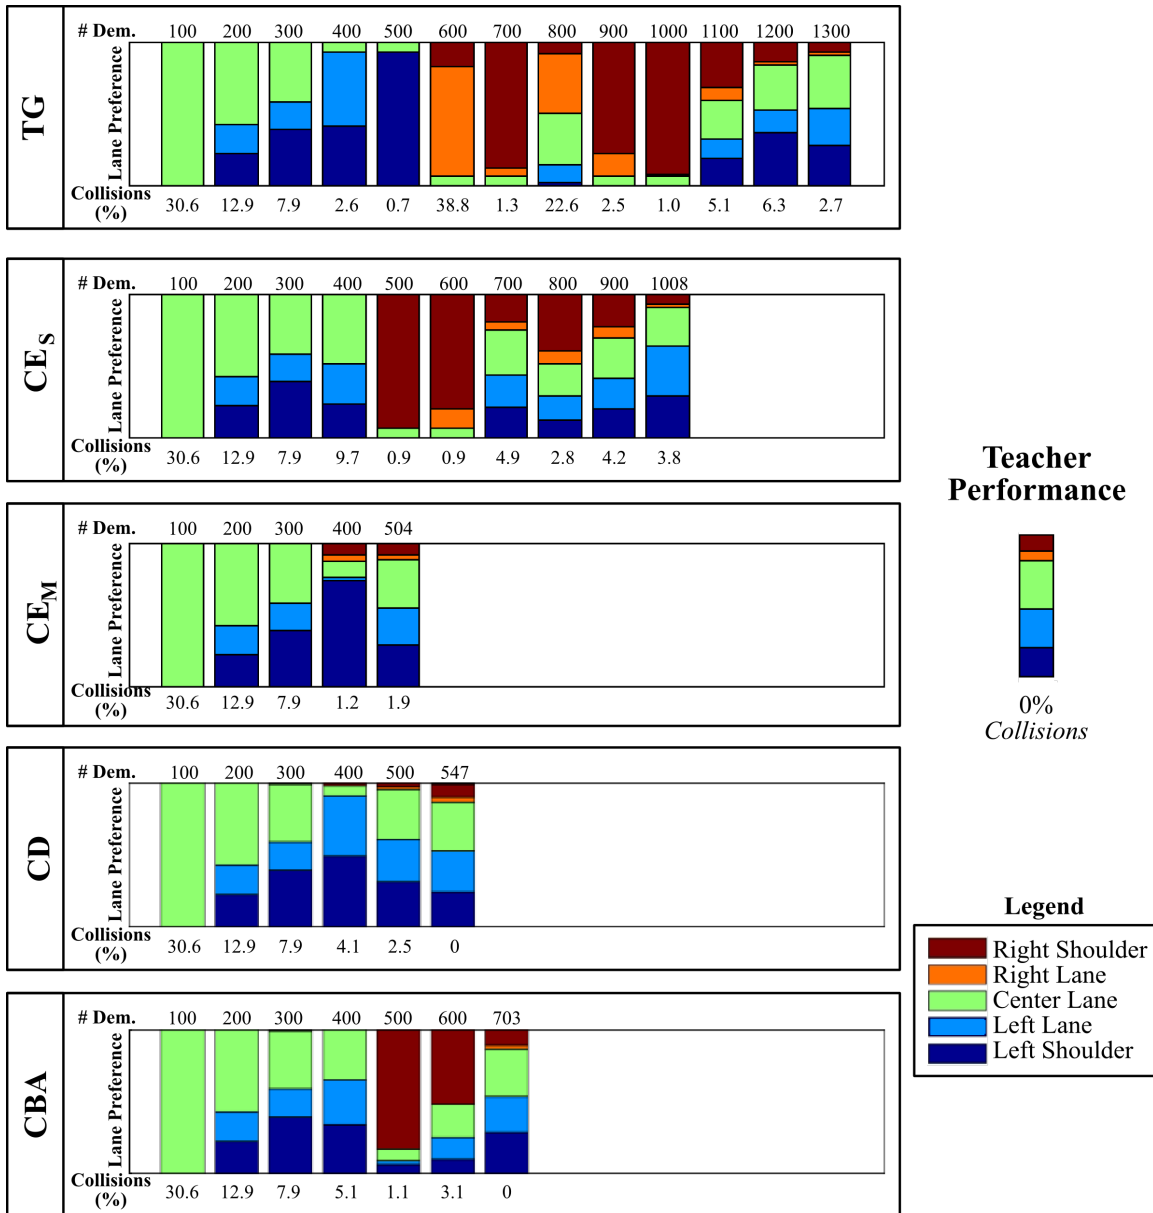 TG
# Dem. 100 200 300 400 500 600 700 800 900 1000 1100 1200 1300
Lane Preference
Collisions
(%) 30.6 12.9 7.9 2.6 0.7 38.8 1.3 22.6 2.5 1.0 5.1 6.3 2.7
CE_S
# Dem. 100 200 300 400 500 600 700 800 900 1008
Lane Preference
Collisions
(%) 30.6 12.9 7.9 9.7 0.9 0.9 4.9 2.8 4.2 3.8
CE_M
# Dem. 100 200 300 400 504
Lane Preference
Collisions
(%) 30.6 12.9 7.9 1.2 1.9
CD
# Dem. 100 200 300 400 500 547
Lane Preference
Collisions
(%) 30.6 12.9 7.9 4.1 2.5 0
CBA
# Dem. 100 200 300 400 500 600 703
Lane Preference
Collisions
(%) 30.6 12.9 7.9 5.1 1.1 3.1 0
Teacher
Performance
0%
Collisions
Legend
Right Shoulder
Right Lane
Center Lane
Left Lane
Left Shoulder